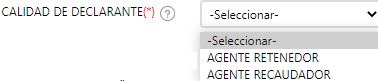 CALIDAD DE DECLARANTE(*) ?
-Seleccionar-
-Seleccionar-
AGENTE RETENEDOR
AGENTE RECAUDADOR